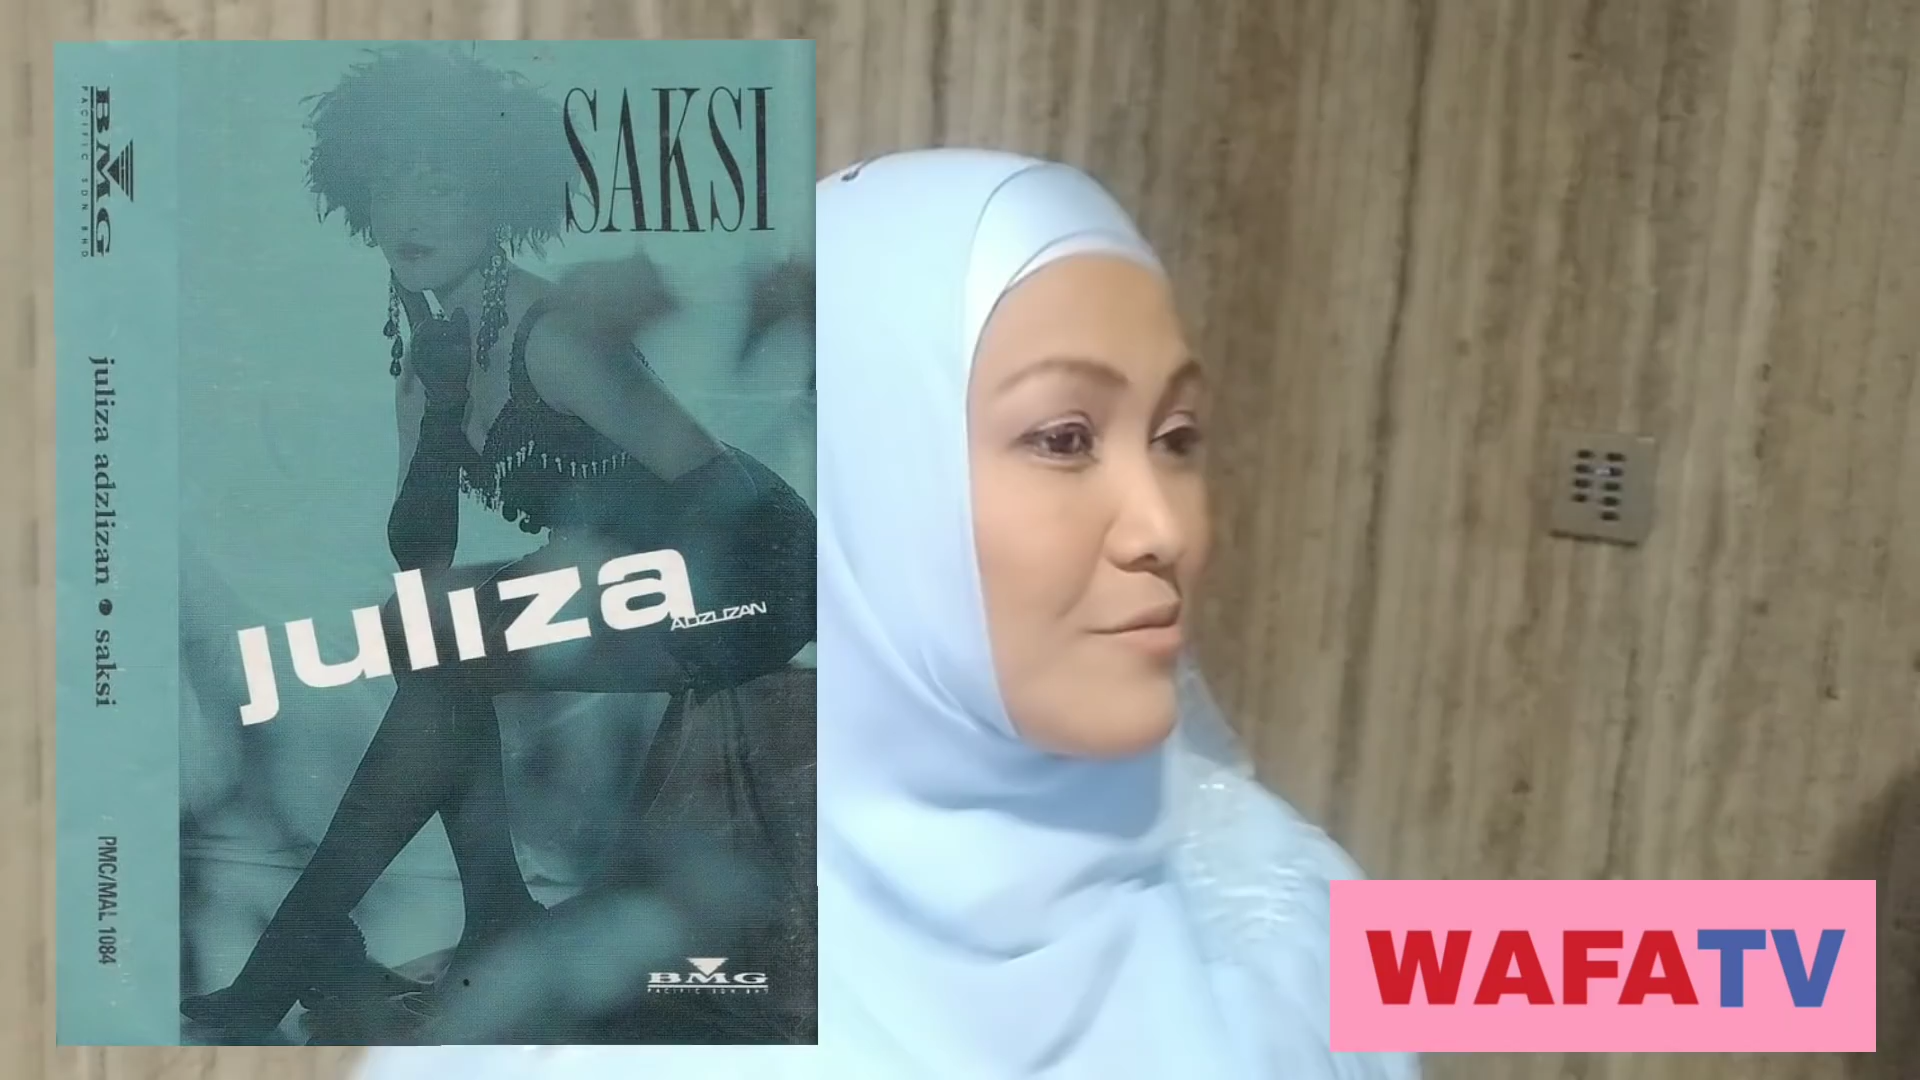 BMG
PACIFIC SDN BHD
juliza adzlizan • saksi
PMC/MAL 1084
SAKSI
juliza
ADZLIZAN
BMG
PACIFIC SDN BHD
WAFATV